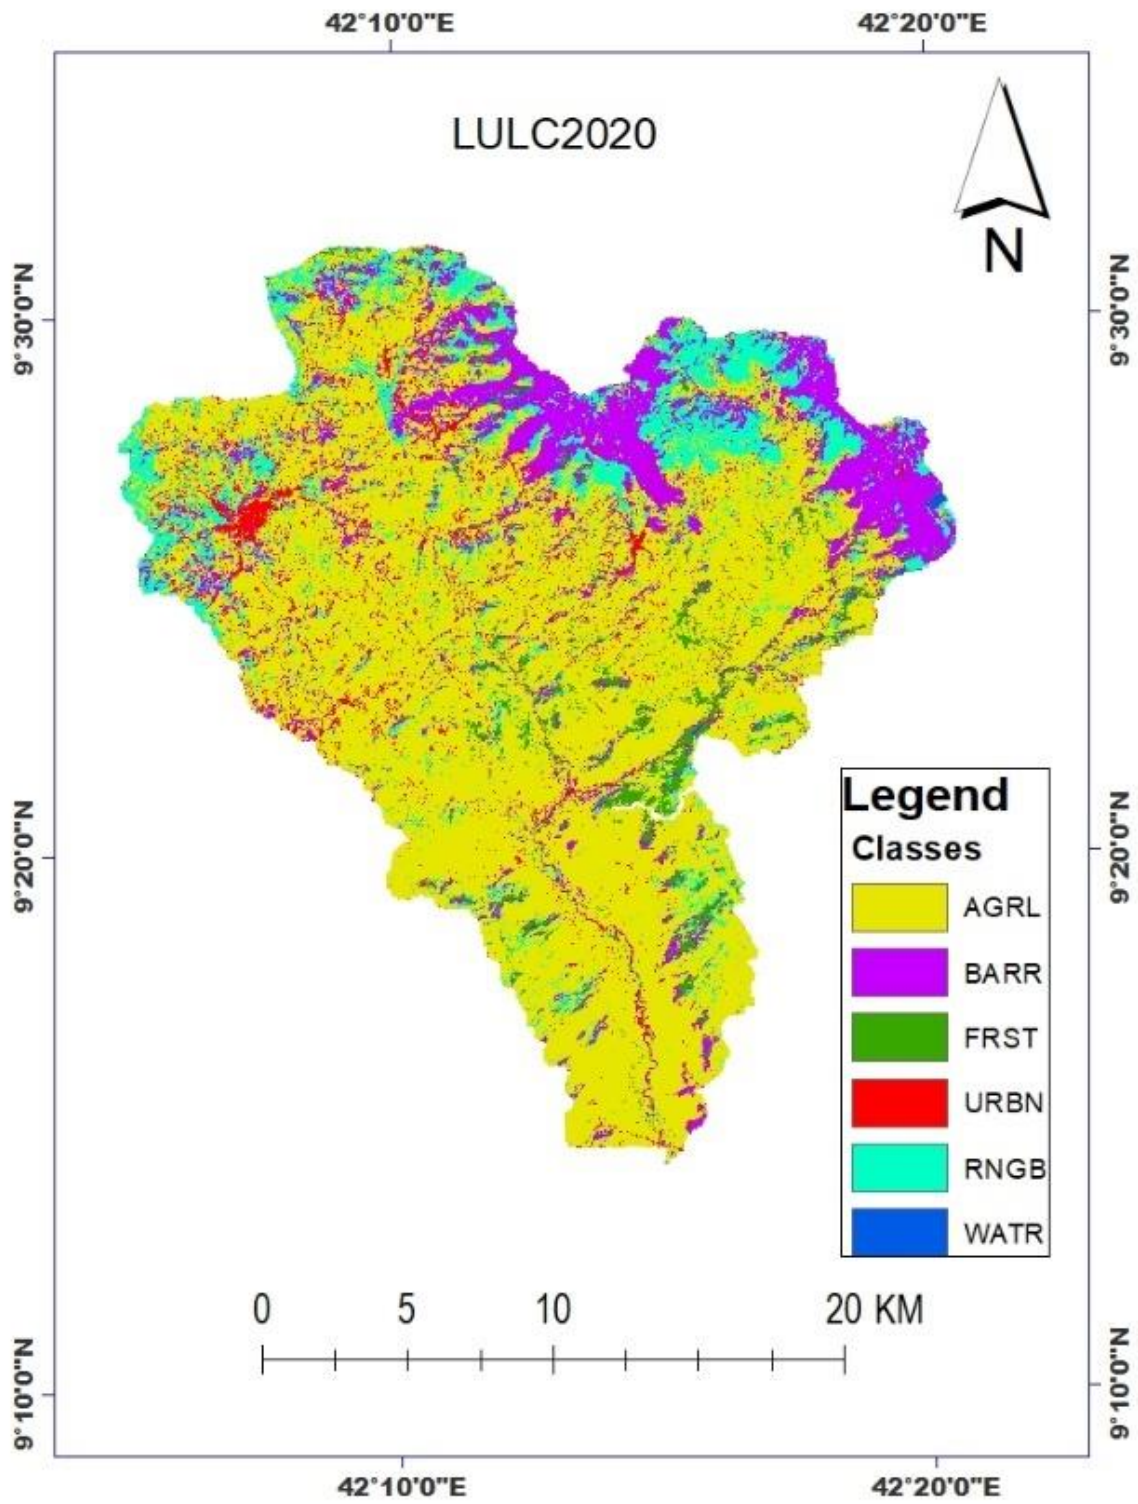 42°10'0"E 42°20'0"E
LULC2020
N
9°30'0"N 9°30'0"N
Legend
Classes
AGRL
BARR
FRST
URBN
RNGB
WATR
9°20'0"N 9°20'0"N
0 5 10 20 KM
9°10'0"N 9°10'0"N
42°10'0"E 42°20'0"E